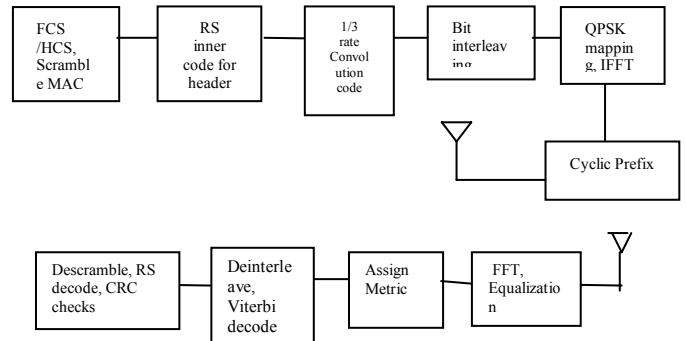 FCS
/HCS,
Scrambl
e MAC
RS
inner
code for
header
1/3
rate
Convol
ution
code
Bit
interleav
ing
QPSK
mappin
g, IFFT
Cyclic Prefix
Descramble, RS
decode, CRC
checks
Deinterle
ave,
Viterbi
decode
Assign
Metric
FFT,
Equalizatio
n